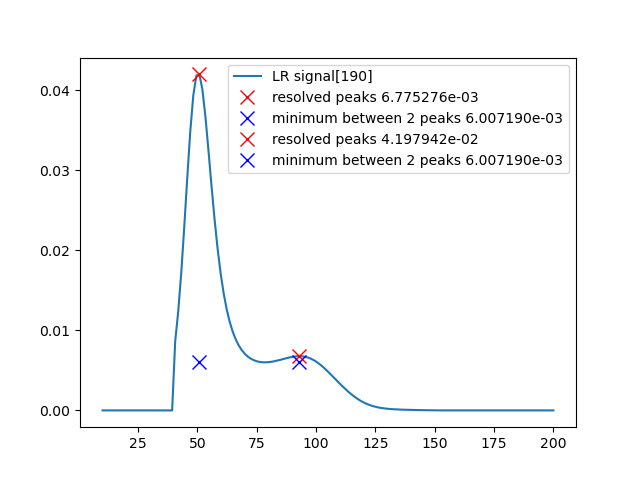 LR signal[190]
resolved peaks 6.775276e-03
minimum between 2 peaks 6.007190e-03
resolved peaks 4.197942e-02
minimum between 2 peaks 6.007190e-03
0.04
0.03
0.02
0.01
0.00
25 50 75 100 125 150 175 200